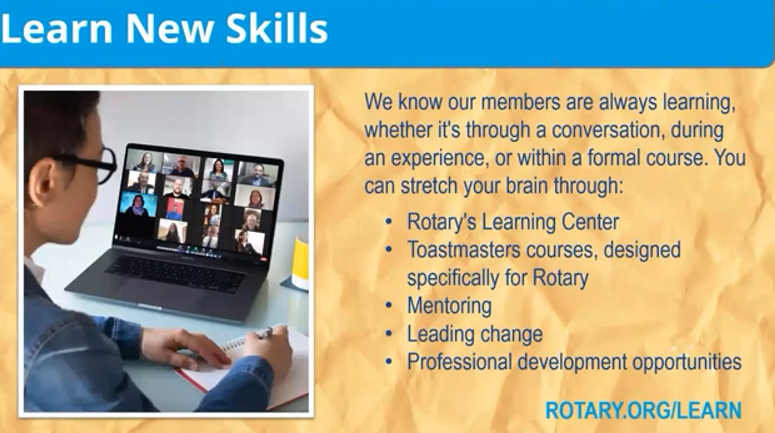 Learn New Skills
We know our members are always learning,
whether it's through a conversation, during
an experience, or within a formal course. You
can stretch your brain through:
• Rotary's Learning Center
• Toastmasters courses, designed
specifically for Rotary
• Mentoring
• Leading change
• Professional development opportunities
ROTARY.ORG/LEARN